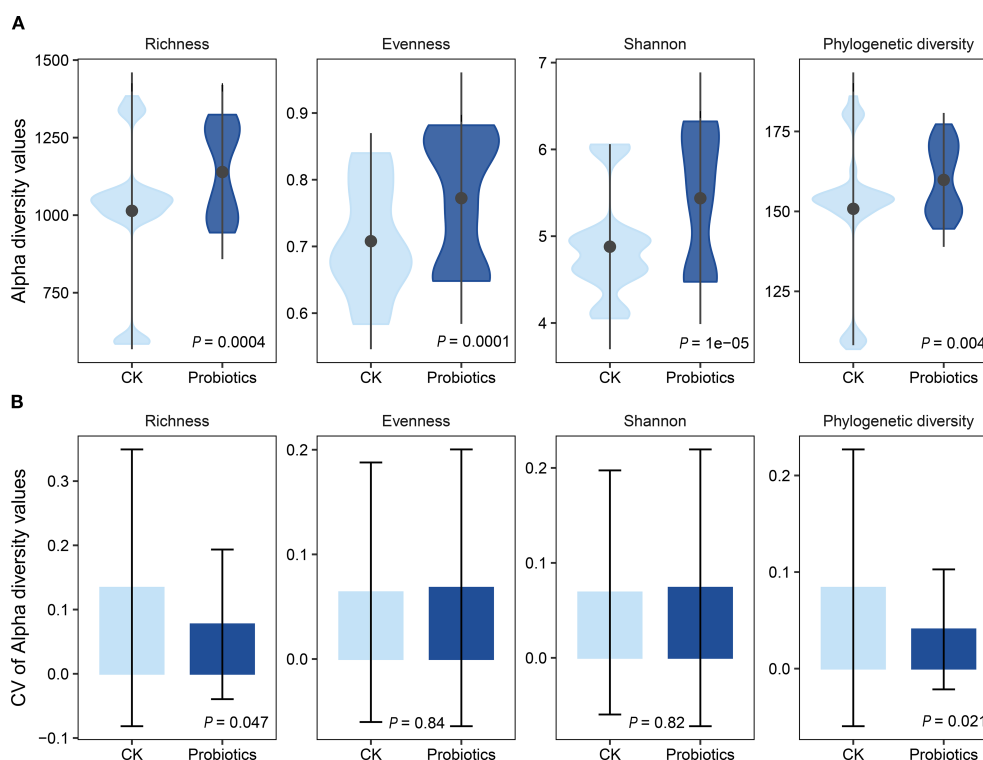 A
Richness Evenness Shannon Phylogenetic diversity
Alpha diversity values
1500
1250
1000
750
P = 0.0004
CK Probiotics
0.9
0.8
0.7
0.6
P = 0.0001
CK Probiotics
7
6
5
4
P = 1e−05
CK Probiotics
175
150
125
P = 0.004
CK Probiotics
B
Richness Evenness Shannon Phylogenetic diversity
CV of Alpha diversity values
0.3
0.2
0.1
0.0
−0.1
P = 0.047
CK Probiotics
0.2
0.1
0.0
P = 0.84
CK Probiotics
0.2
0.1
0.0
P = 0.82
CK Probiotics
0.2
0.1
0.0
P = 0.021
CK Probiotics